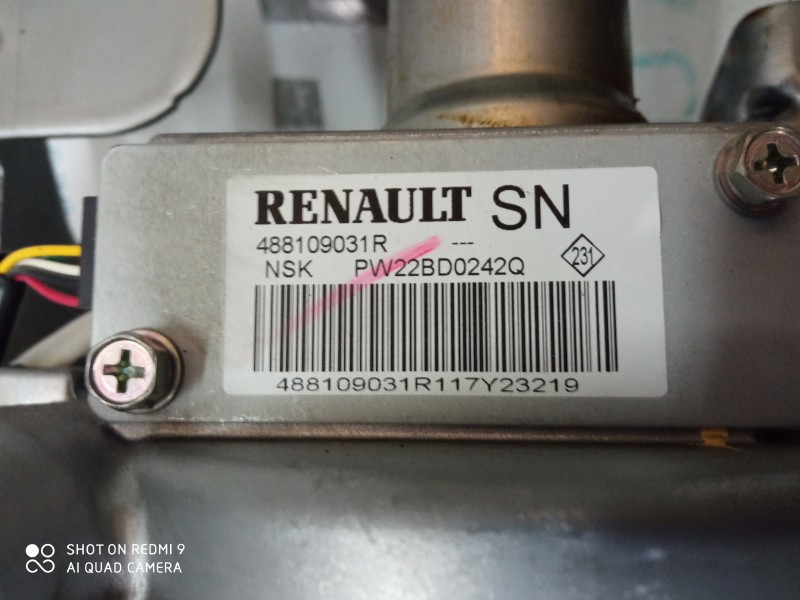 RENAULT SN
488109031R ---
NSK PW22BD0242Q 231
488109031R117Y23219
SHOT ON REDMI 9
AI QUAD CAMERA